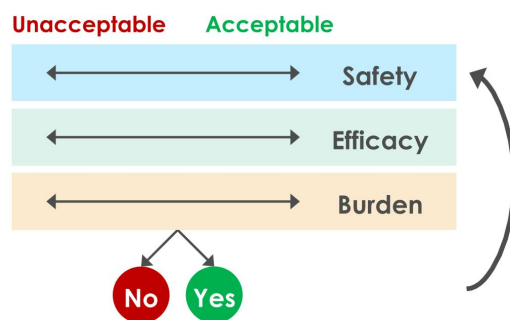 Unacceptable Acceptable
Safety
Efficacy
Burden
No Yes